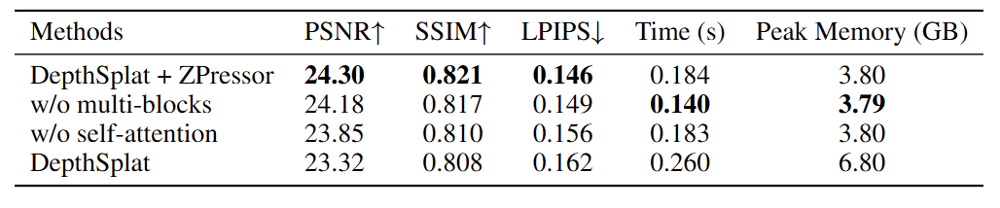 Methods PSNR↑ SSIM↑ LPIPS↓ Time (s) Peak Memory (GB)
DepthSplat + ZPressor 24.30 0.821 0.146 0.184 3.80
w/o multi-blocks 24.18 0.817 0.149 0.140 3.79
w/o self-attention 23.85 0.810 0.156 0.183 3.80
DepthSplat 23.32 0.808 0.162 0.260 6.80